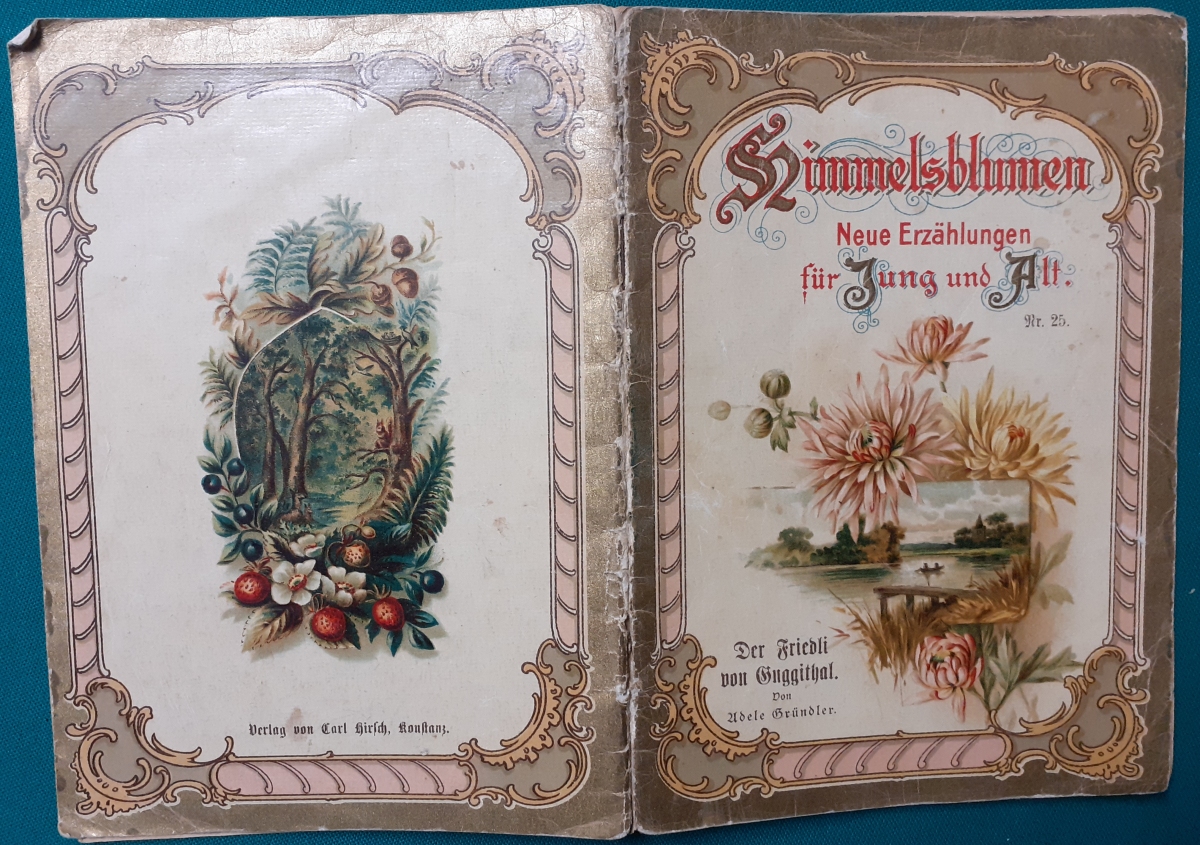 Verlag von Carl Hirsch, Konstanz.
Himmelsblumen
Neue Erzählungen
für Jung und Alt.
Nr. 25.
Der Friedli
von Guggithal.
Von
Adele Gründler.